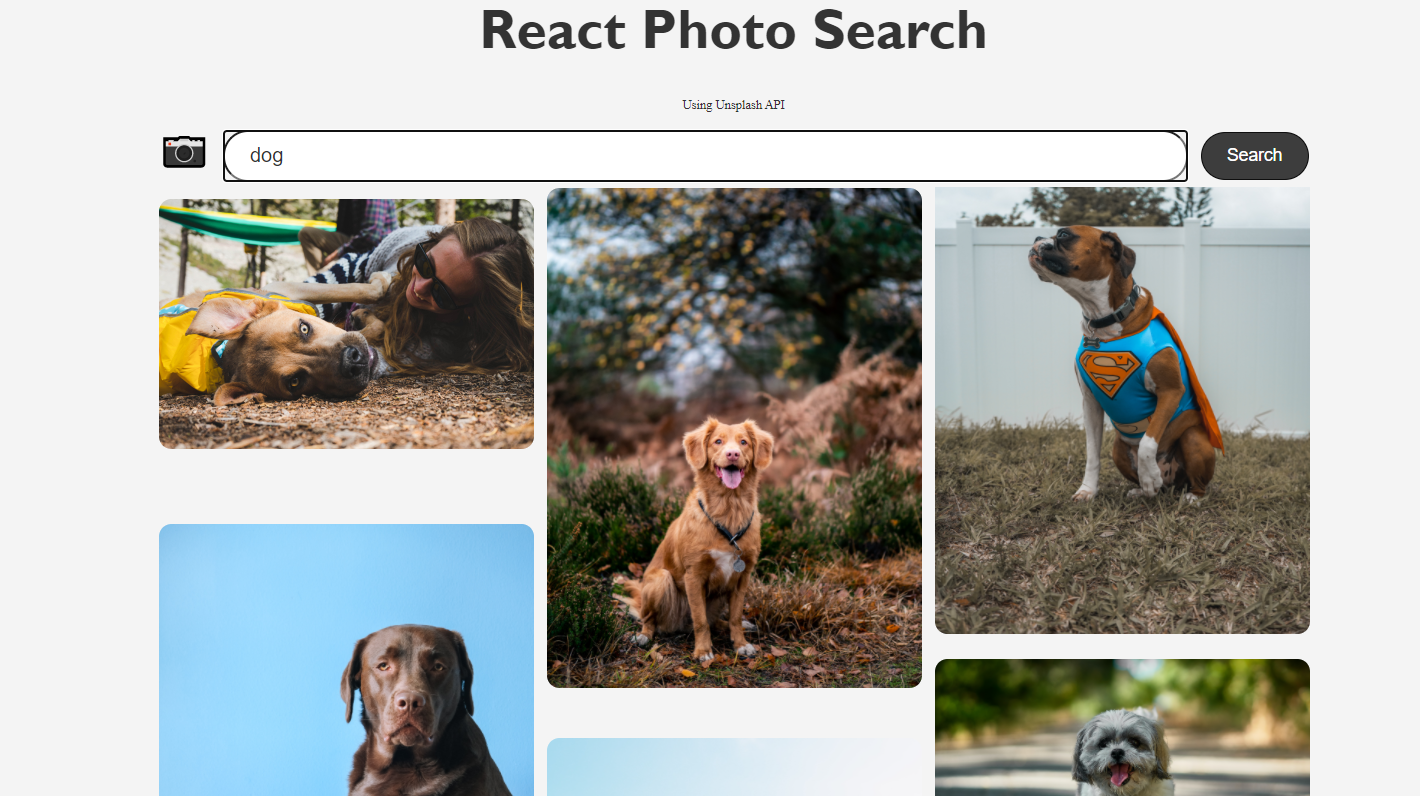 React Photo Search
Using Unsplash API
dog
Search
S